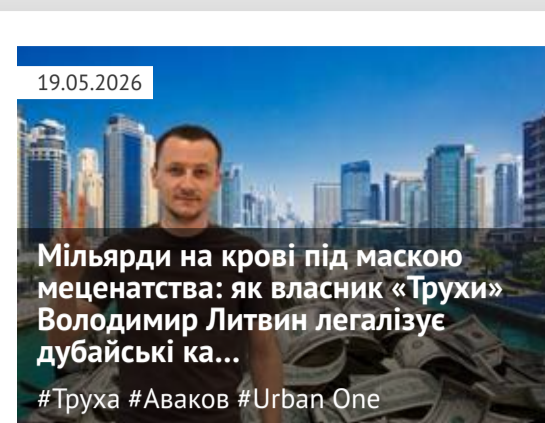 19.05.2026
Мільярди на крові під маскою
меценатства: як власник «Трухи»
Володимир Литвин легалізує
дубайські ка...
#Труха #Аваков #Urban One